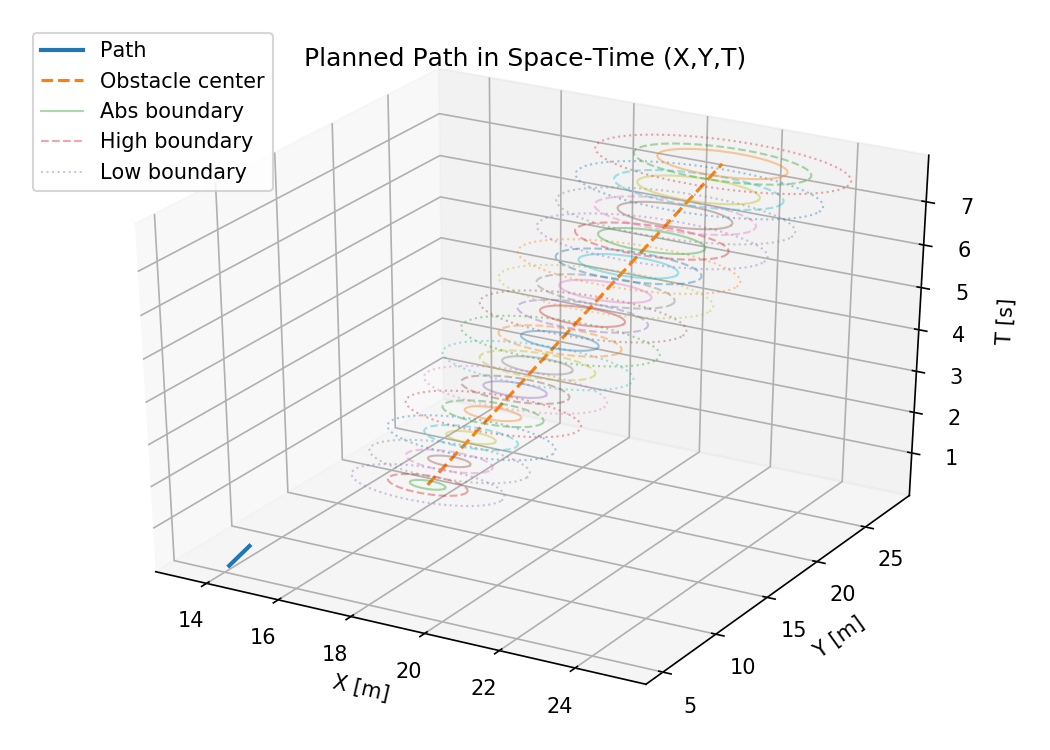 Planned Path in Space-Time (X,Y,T)
Path
Obstacle center
Abs boundary
High boundary
Low boundary
7
6
5
4
3
2
1
T [s]
25
20
15
10
5
Y [m]
14
16
18
20
22
24
X [m]